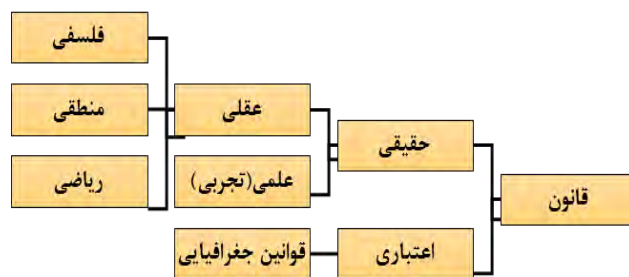 قانون
حقیقی
اعتباری
عقلی
علمی(تجربی)
قوانین جغرافیایی
فلسفی
منطقی
ریاضی